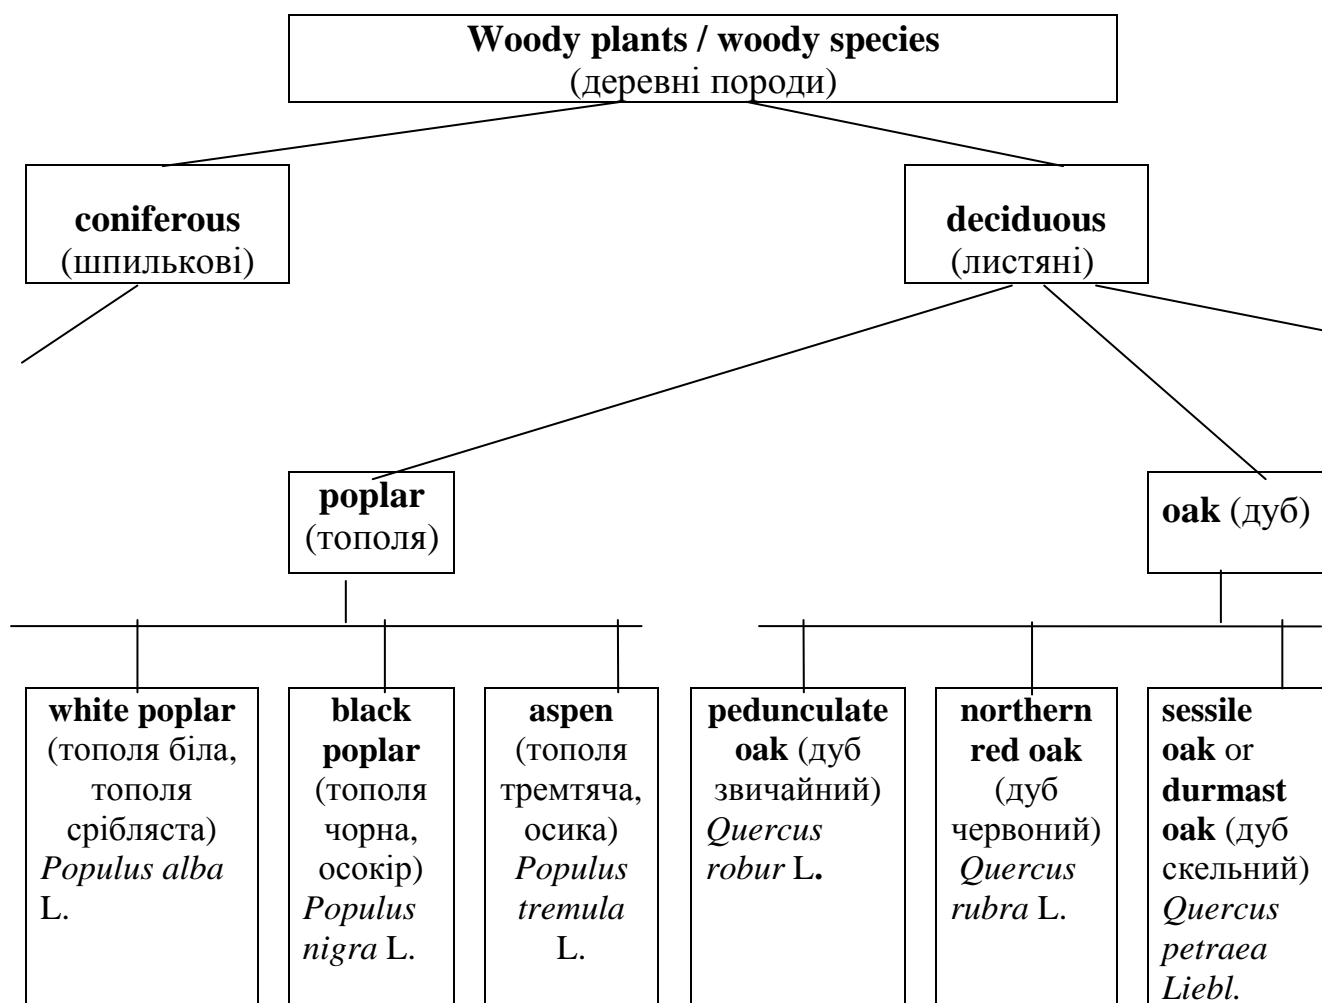 Woody plants / woody species
(деревні породи)
coniferous
(шпилькові)
deciduous
(листяні)
poplar
(тополя)
oak (дуб)
white poplar
(тополя біла,
тополя
срібляста)
Populus alba
L.
black
poplar
(тополя
чорна,
осокір)
Populus
nigra L.
aspen
(тополя
тремтяча,
осика)
Populus
tremula
L.
pedunculate
oak (дуб
звичайний)
Quercus
robur L.
northern
red oak
(дуб
червоний)
Quercus
rubra L.
sessile
oak or
durmast
oak (дуб
скельний)
Quercus
petraea
Liebl.